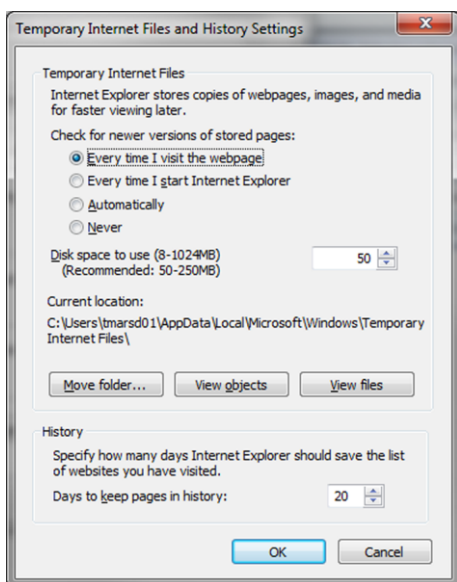 Temporary Internet Files and History Settings
Temporary Internet Files
Internet Explorer stores copies of webpages, images, and media
for faster viewing later.
Check for newer versions of stored pages:
Every time I visit the webpage
Every time I start Internet Explorer
Automatically
Never
Disk space to use (8-1024MB)
(Recommended: 50-250MB)
50
Current location:
C:\Users\tmarsd01\AppData\Local\Microsoft\Windows\Temporary
Internet Files\
Move folder... View objects View files
History
Specify how many days Internet Explorer should save the list
of websites you have visited.
Days to keep pages in history: 20
OK Cancel